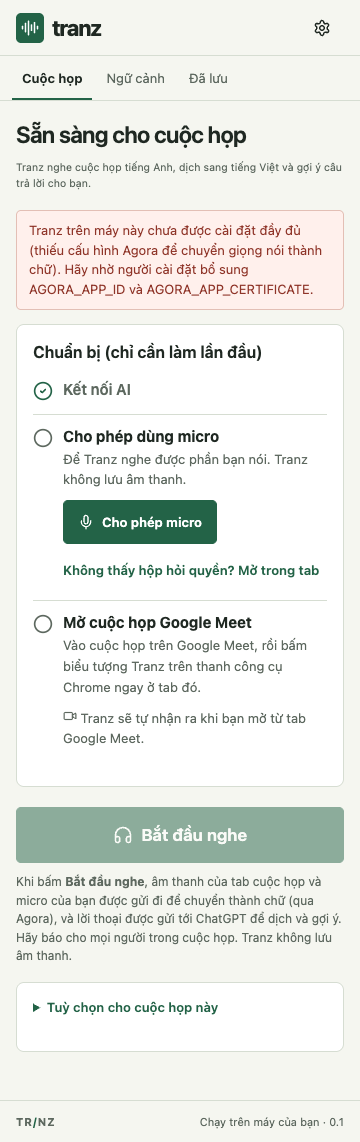 tranz
Cuộc họp
Ngữ cảnh
Đã lưu
Sẵn sàng cho cuộc họp
Tranz nghe cuộc họp tiếng Anh, dịch sang tiếng Việt và gợi ý câu
trả lời cho bạn.
Tranz trên máy này chưa được cài đặt đầy đủ
(thiếu cấu hình Agora để chuyển giọng nói thành
chữ). Hãy nhờ người cài đặt bổ sung
AGORA_APP_ID và AGORA_APP_CERTIFICATE.
Chuẩn bị (chỉ cần làm lần đầu)
Kết nối AI
Cho phép dùng micro
Để Tranz nghe được phần bạn nói. Tranz
không lưu âm thanh.
Cho phép micro
Không thấy hộp hỏi quyền? Mở trong tab
Mở cuộc họp Google Meet
Vào cuộc họp trên Google Meet, rồi bấm
biểu tượng Tranz trên thanh công cụ
Chrome ngay ở tab đó.
Tranz sẽ tự nhận ra khi bạn mở từ tab
Google Meet.
Bắt đầu nghe
Khi bấm Bắt đầu nghe, âm thanh của tab cuộc họp và
micro của bạn được gửi đi để chuyển thành chữ (qua
Agora), và lời thoại được gửi tới ChatGPT để dịch và gợi ý.
Hãy báo cho mọi người trong cuộc họp. Tranz không lưu
âm thanh.
Tuỳ chọn cho cuộc họp này
TR/NZ
Chạy trên máy của bạn · 0.1